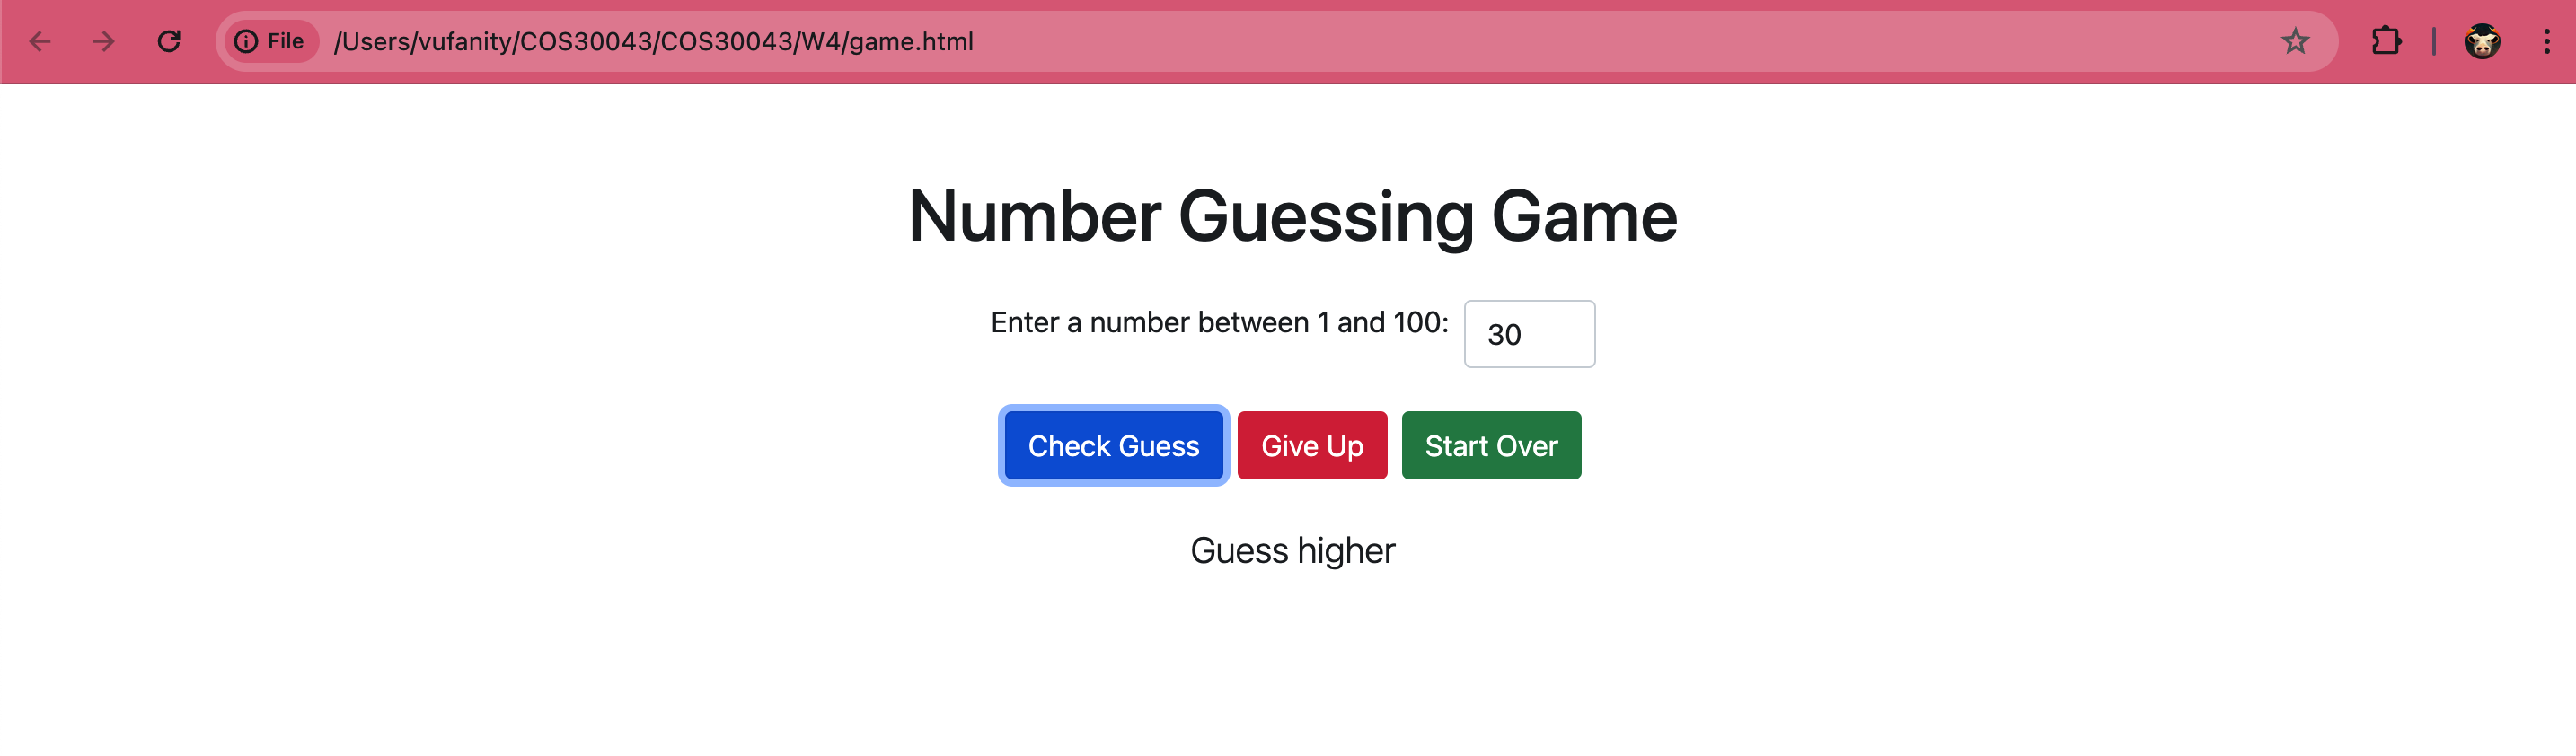 File /Users/vufanity/COS30043/COS30043/W4/game.html
Number Guessing Game
Enter a number between 1 and 100: 30
Check Guess Give Up Start Over
Guess higher